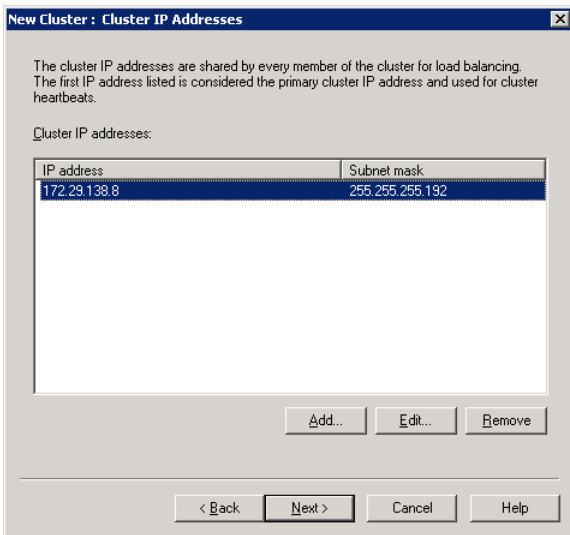 New Cluster : Cluster IP Addresses
The cluster IP addresses are shared by every member of the cluster for load balancing.
The first IP address listed is considered the primary cluster IP address and used for cluster
heartbeats.
Cluster IP addresses:
IP address Subnet mask
172.29.138.8 255.255.255.192
Add... Edit... Remove
< Back Next > Cancel Help